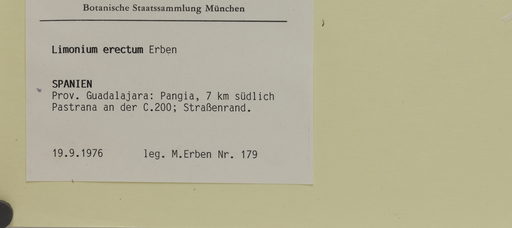 Botanische Staatssammlung München
Limonium erectum Erben
SPANIEN
Prov. Guadalajara: Pangia, 7 km südlich
Pastrana an der C.200; Straßenrand.
19.9.1976 leg. M.Erben Nr. 179